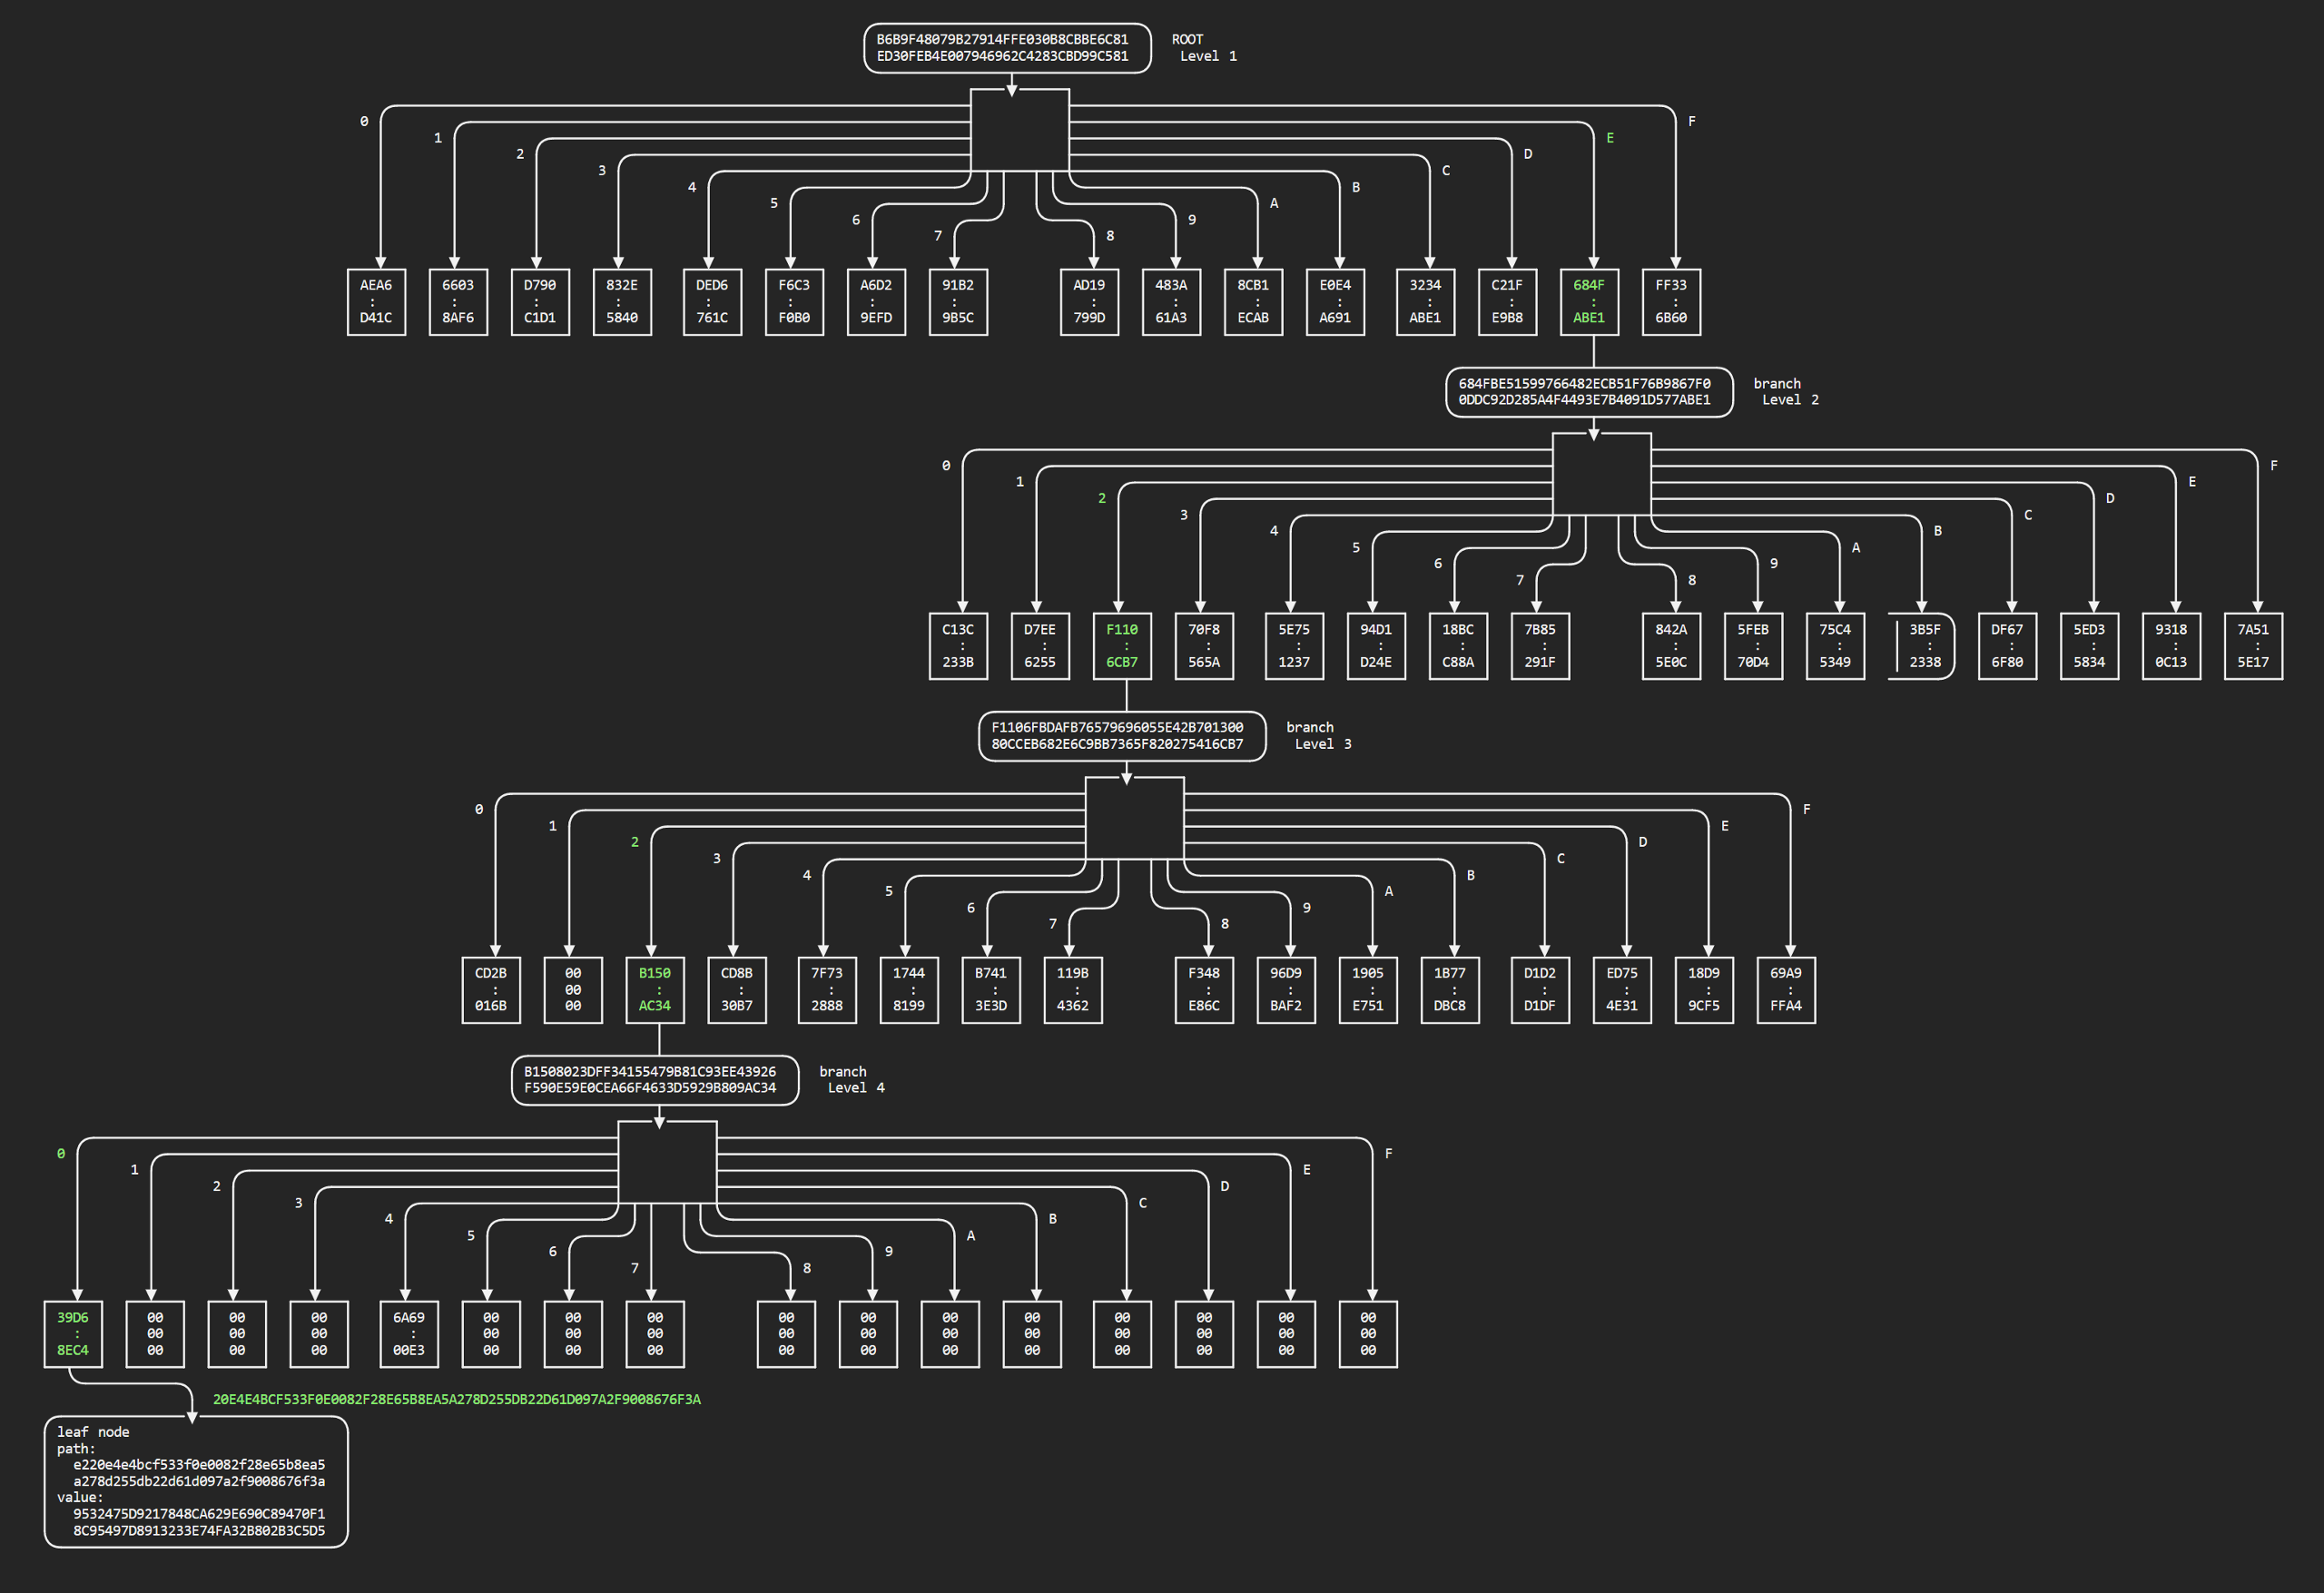 B6B9F48079B27914FFE030B8CBBE6C81 ROOT
ED30FEB4E007946962C4283CBD99C581 Level 1
0 F
1 E
2 D
3 C
4 B
5 A
6 9
7 8
AEA6 6603 D790 832E DED6 F6C3 A6D2 91B2 AD19 483A 8CB1 E0E4 3234 C21F 684F FF33
: : : : : : : : : : : : : : : :
D41C 8AF6 C1D1 5840 761C F0B0 9EFD 9B5C 799D 61A3 ECAB A691 ABE1 E9B8 ABE1 6B60
684FBE51599766482ECB51F76B9867F0 branch
0DDC92D285A4F4493E7B4091D577ABE1 Level 2
0 F
1 E
2 D
3 C
4 B
5 A
6 9
7 8
C13C D7EE F110 70F8 5E75 94D1 18BC 7B85 842A 5FEB 75C4 3B5F DF67 5ED3 9318 7A51
: : : : : : : : : : : : : : : :
233B 6255 6CB7 565A 1237 D24E C88A 291F 5E0C 70D4 5349 2338 6F80 5834 0C13 5E17
F1106FBDAFB76579696055E42B701300 branch
80CCEB682E6C9BB7365F820275416CB7 Level 3
0 F
1 E
2 D
3 C
4 B
5 A
6 9
7 8
CD2B 00 B150 CD8B 7F73 1744 B741 119B F348 96D9 1905 1B77 D1D2 ED75 18D9 69A9
: 00 : : : : : : : : : : : : : :
016B 00 AC34 30B7 2888 8199 3E3D 4362 E86C BAF2 E751 DBC8 D1DF 4E31 9CF5 FFA4
B1508023DFF34155479B81C93EE43926 branch
F590E59E0CEA66F4633D5929B809AC34 Level 4
0 F
1 E
2 D
3 C
4 B
5 A
6 9
7 8
39D6 00 00 00 6A69 00 00 00 00 00 00 00 00 00 00 00
: 00 00 00 : 00 00 00 00 00 00 00 00 00 00 00
8EC4 00 00 00 00E3 00 00 00 00 00 00 00 00 00 00 00
20E4E4BCF533F0E0082F28E65B8EA5A278D255DB22D61D097A2F9008676F3A
leaf node
path:
e220e4e4bcf533f0e0082f28e65b8ea5
a278d255db22d61d097a2f9008676f3a
value:
9532475D9217848CA629E690C89470F1
8C95497D8913233E74FA32B802B3C5D5